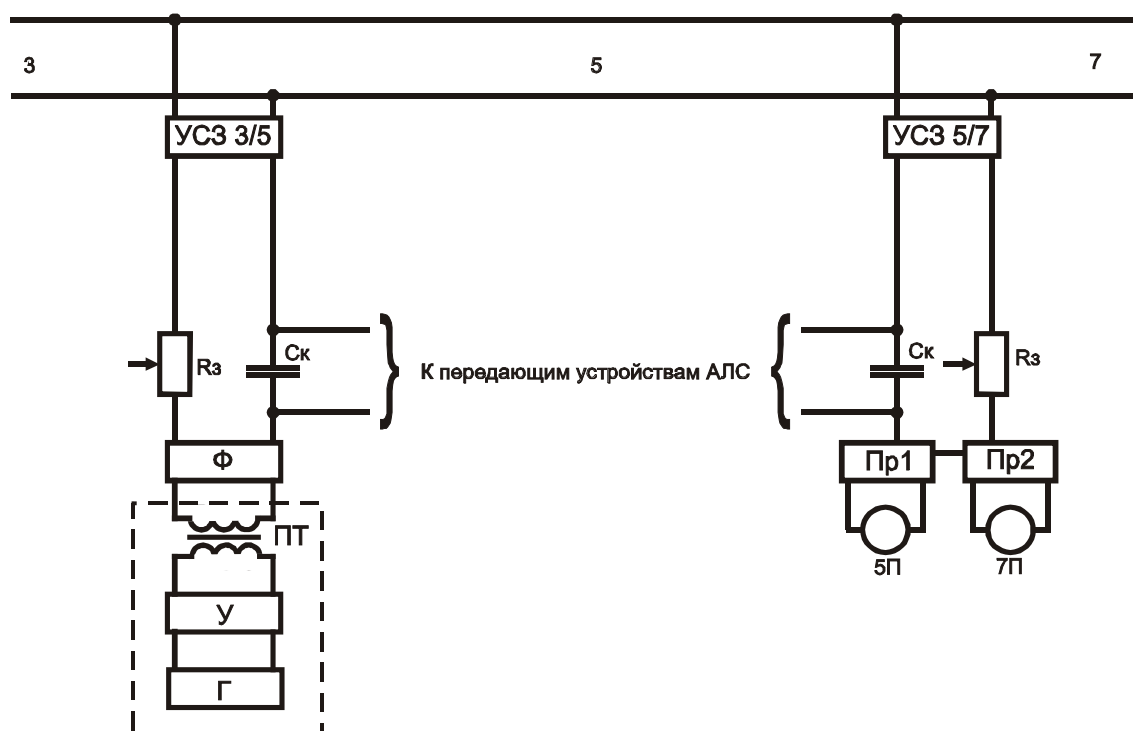 3
5
7
УСЗ 3/5
УСЗ 5/7
Rз
Ск
К передающим устройствам АЛС
Ск
Rз
Ф
Пр1
Пр2
ПТ
5П
7П
У
Г